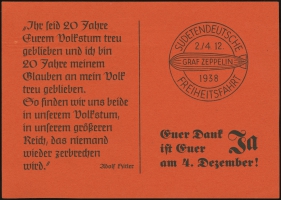 „Ihr seid 20 Jahre
Eurem Volkstum treu
geblieben und ich bin
20 Jahre meinem
Glauben an mein Volk
treu geblieben.
So finden wir uns beide
in unserem Volkstum,
in unserem größeren
Reich, das niemand
wieder zerbrechen
wird."
Adolf Hitler
SUDETENDEUTSCHE
2./4. 12.
GRAF ZEPPELIN
1938
FREIHEITSFAHRT
Euer Dank
ist Euer Ja
am 4. Dezember!